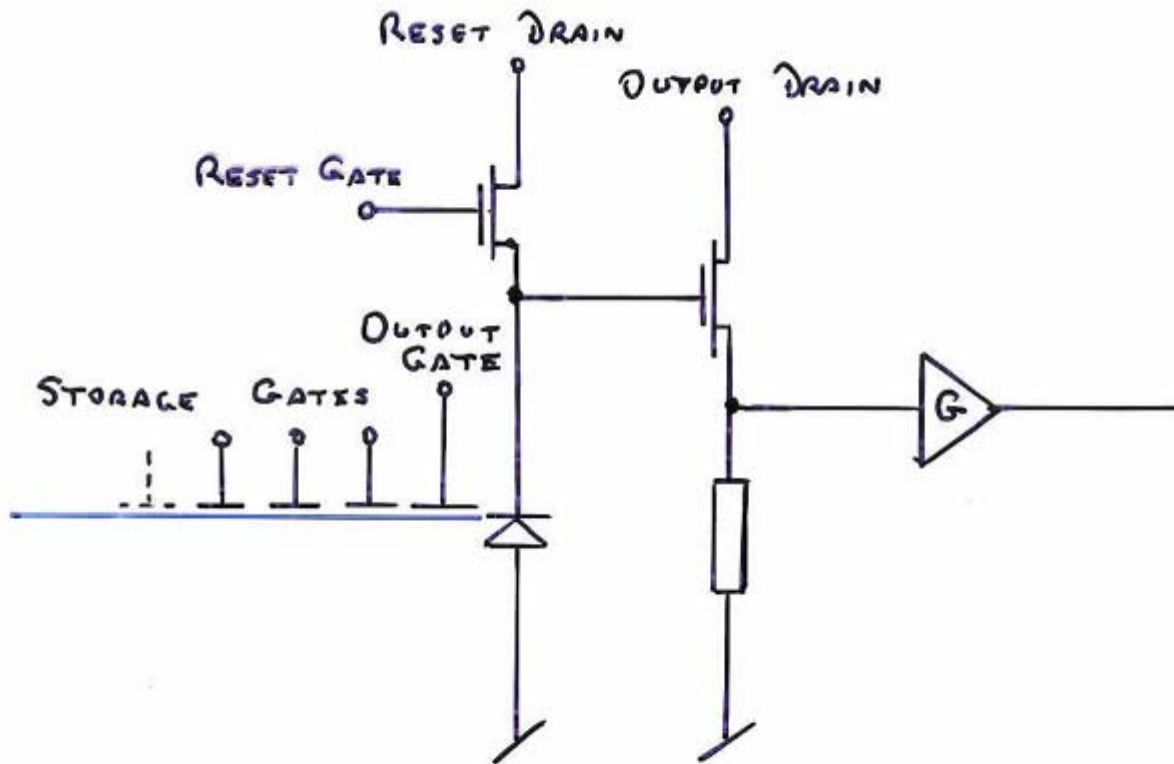 RESET DRAIN
OUTPUT DRAIN
RESET GATE
OUTPUT
GATE
STORAGE GATES
G